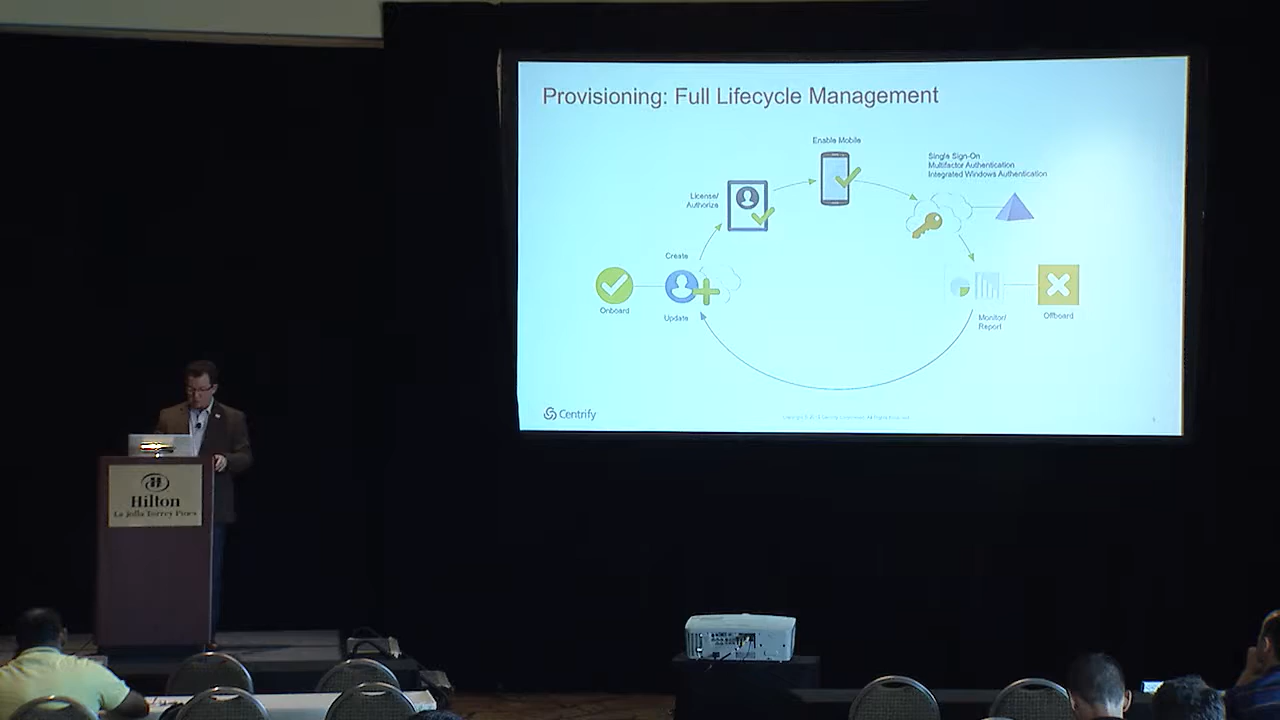 Provisioning: Full Lifecycle Management
Enable Mobile
Single Sign-On
Multifactor Authentication
Integrated Windows Authentication
License/
Authorize
Create
Onboard
Update
Monitor/
Report
Offboard
Centrify
Hilton
La Jolla Torrey Pines